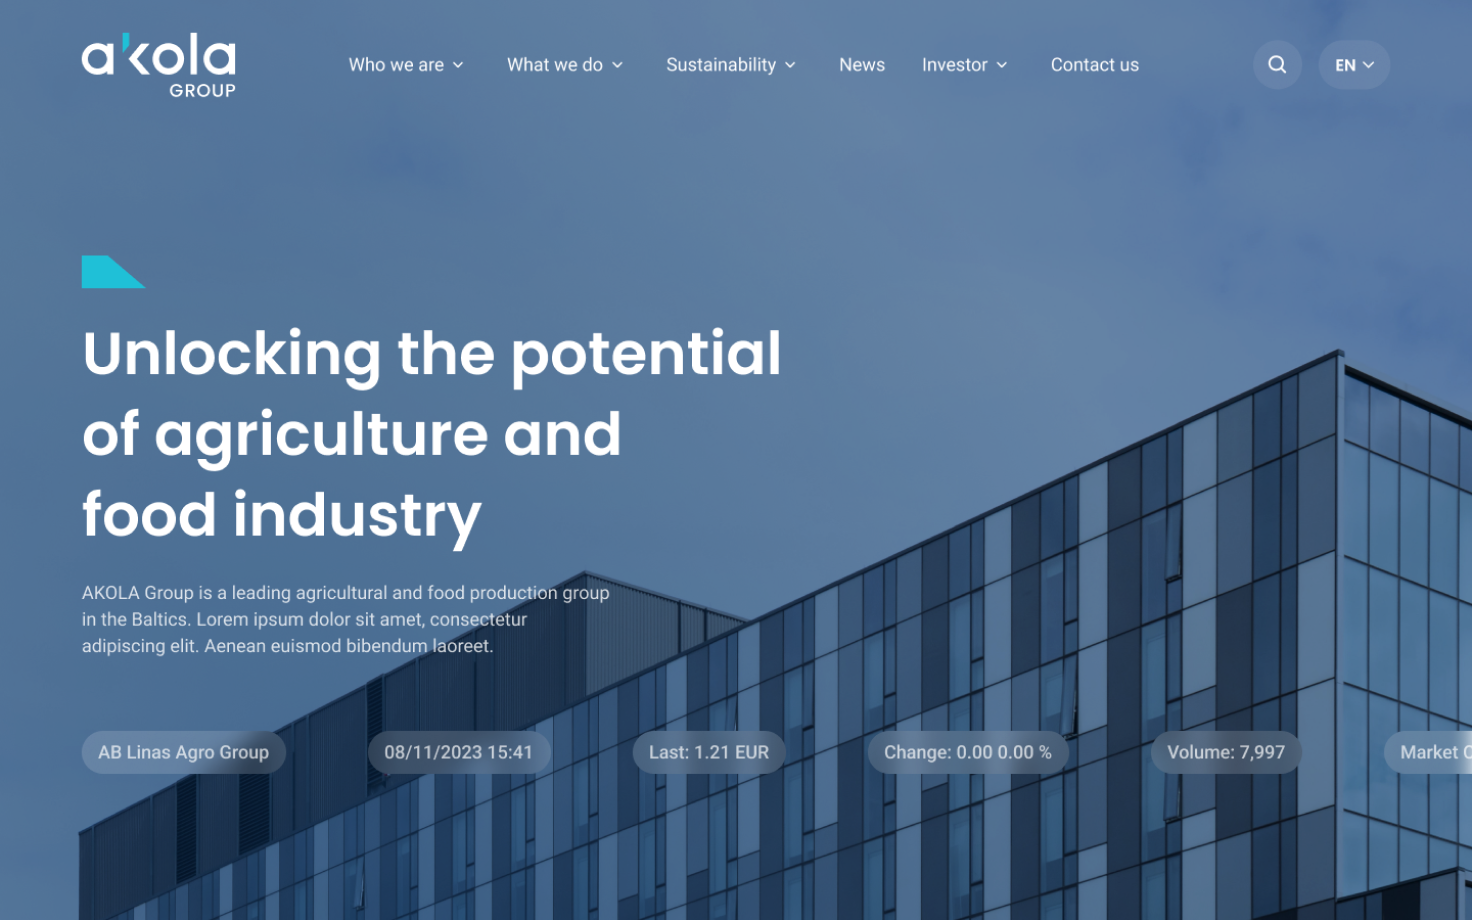 akola
GROUP
Who we are
What we do
Sustainability
News
Investor
Contact us
EN
Unlocking the potential
of agriculture and
food industry
AKOLA Group is a leading agricultural and food production group
in the Baltics. Lorem ipsum dolor sit amet, consectetur
adipiscing elit. Aenean euismod bibendum laoreet.
AB Linas Agro Group
08/11/2023 15:41
Last: 1.21 EUR
Change: 0.00 0.00 %
Volume: 7,997
Market